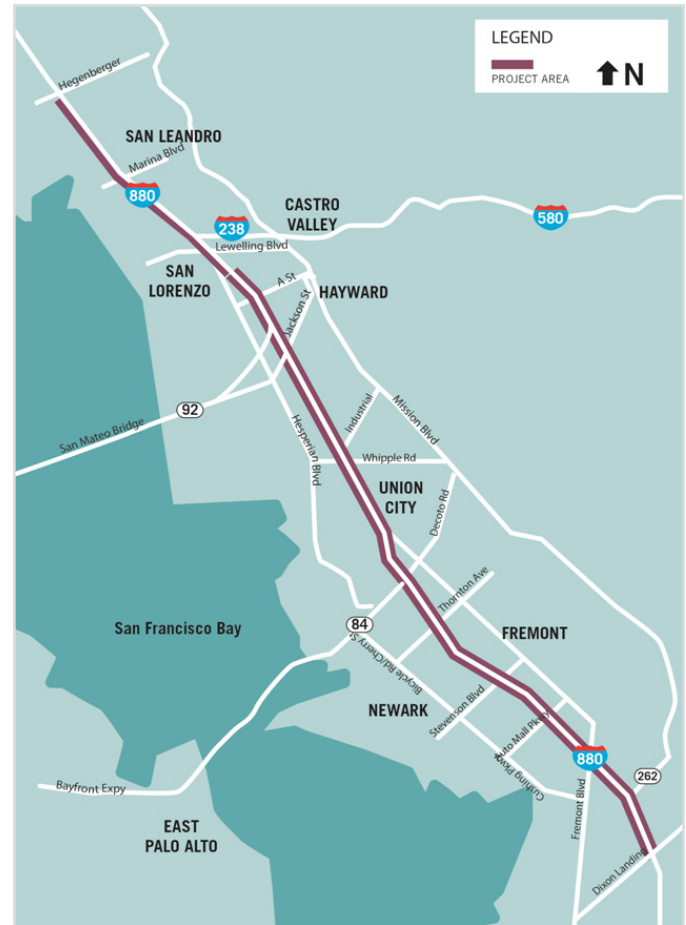 LEGEND
PROJECT AREA
N
Hegenberger
SAN LEANDRO
Marina Blvd
880
CASTRO
VALLEY
580
238
Lewelling Blvd
SAN
LORENZO
A St
HAYWARD
Jackson St
92
San Mateo Bridge
Industrial
Mission Blvd
Hesperian Blvd
Whipple Rd
UNION
CITY
Decoto Rd
Thornton Ave
San Francisco Bay
84
FREMONT
Bicycle Rd/Cherry St
NEWARK
Stevenson Blvd
Auto Mall Pkwy
880
262
Cushing Pkwy
Fremont Blvd
Bayfront Expy
EAST
PALO ALTO
Dixon Landing